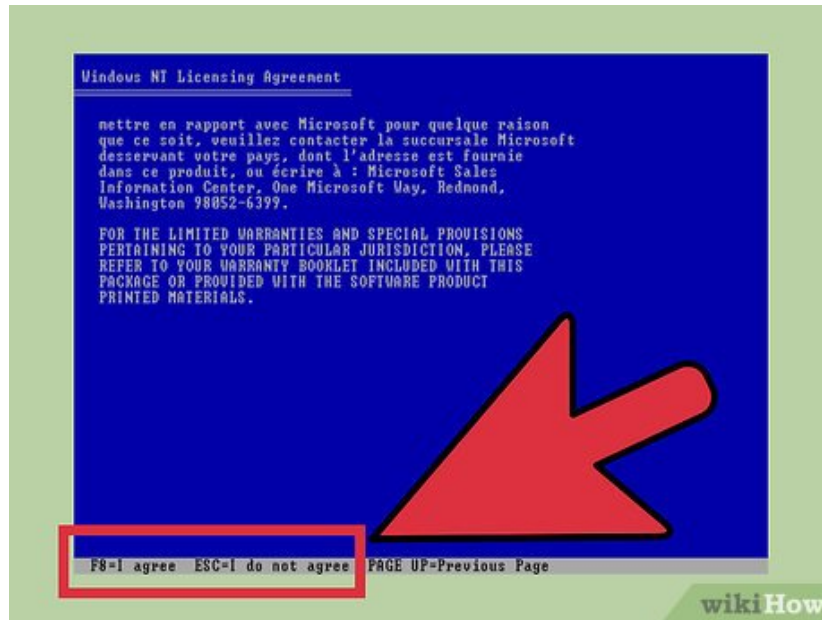 Windows NT Licensing Agreement
mettre en rapport avec Microsoft pour quelque raison
que ce soit, veuillez contacter la succursale Microsoft
desservant votre pays, dont l'adresse est fournie
dans ce produit, ou écrire à : Microsoft Sales
Information Center, One Microsoft Way, Redmond,
Washington 98052-6399.
FOR THE LIMITED WARRANTIES AND SPECIAL PROVISIONS
PERTAINING TO YOUR PARTICULAR JURISDICTION, PLEASE
REFER TO YOUR WARRANTY BOOKLET INCLUDED WITH THIS
PACKAGE OR PROVIDED WITH THE SOFTWARE PRODUCT
PRINTED MATERIALS.
F8=I agree ESC=I do not agree PAGE UP=Previous Page
wikiHow